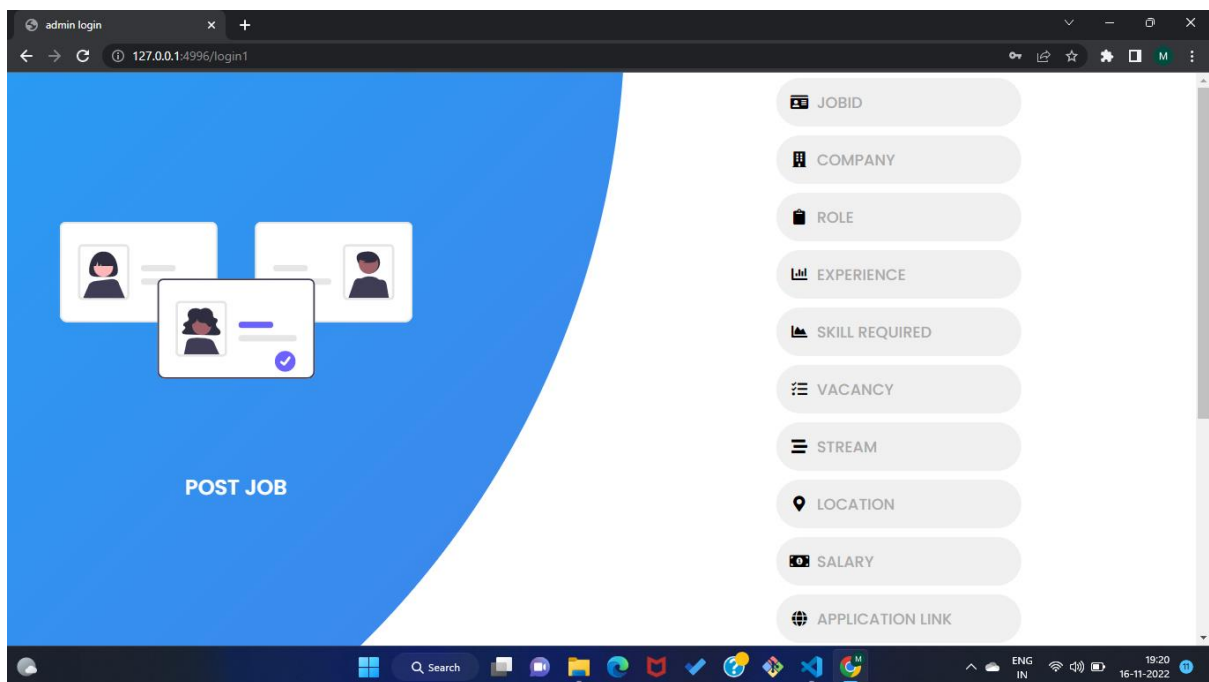 admin login
127.0.0.1:4996/login1
M
JOBID
COMPANY
ROLE
EXPERIENCE
SKILL REQUIRED
VACANCY
STREAM
LOCATION
SALARY
APPLICATION LINK
POST JOB
Search
M
ENG
IN
19:20
16-11-2022
11